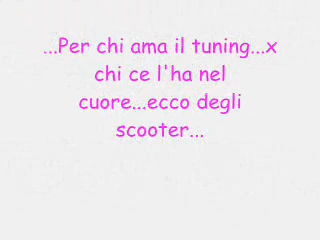 ...Per chi ama il tuning...x
chi ce l'ha nel
cuore...ecco degli
scooter...